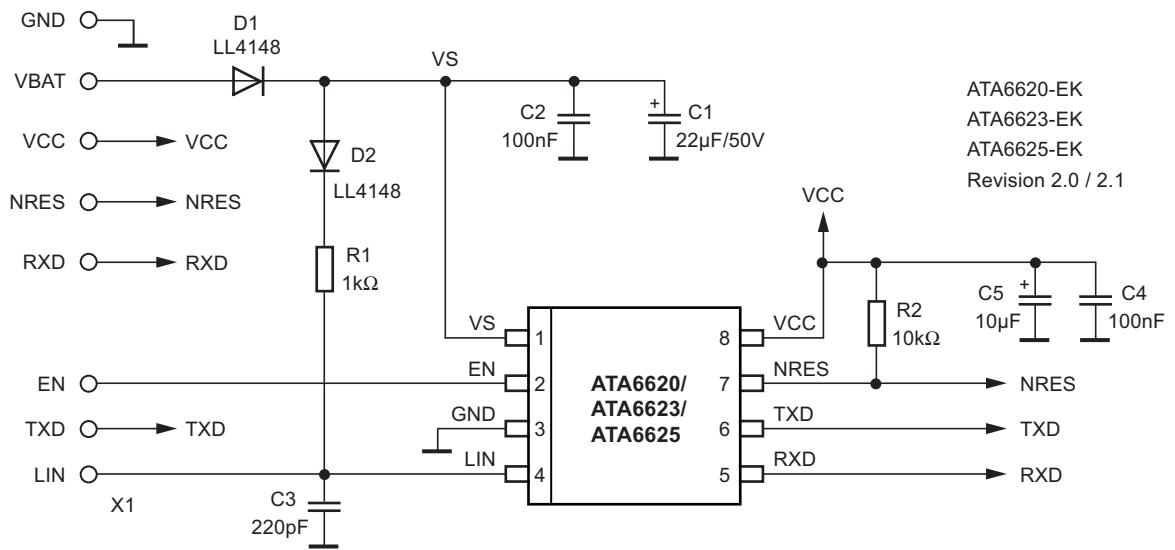 GND
D1
LL4148
VBAT
VS
C2
100nF
+
C1
22µF/50V
ATA6620-EK
ATA6623-EK
ATA6625-EK
Revision 2.0 / 2.1
VCC
VCC
D2
LL4148
NRES
NRES
RXD
RXD
R1
1kΩ
VCC
R2
10kΩ
C5
+
10µF
C4
100nF
VS
1
8
VCC
EN
EN
2
7
NRES
NRES
ATA6620/
ATA6623/
ATA6625
TXD
TXD
GND
3
6
TXD
TXD
LIN
LIN
4
5
RXD
RXD
X1
C3
220pF